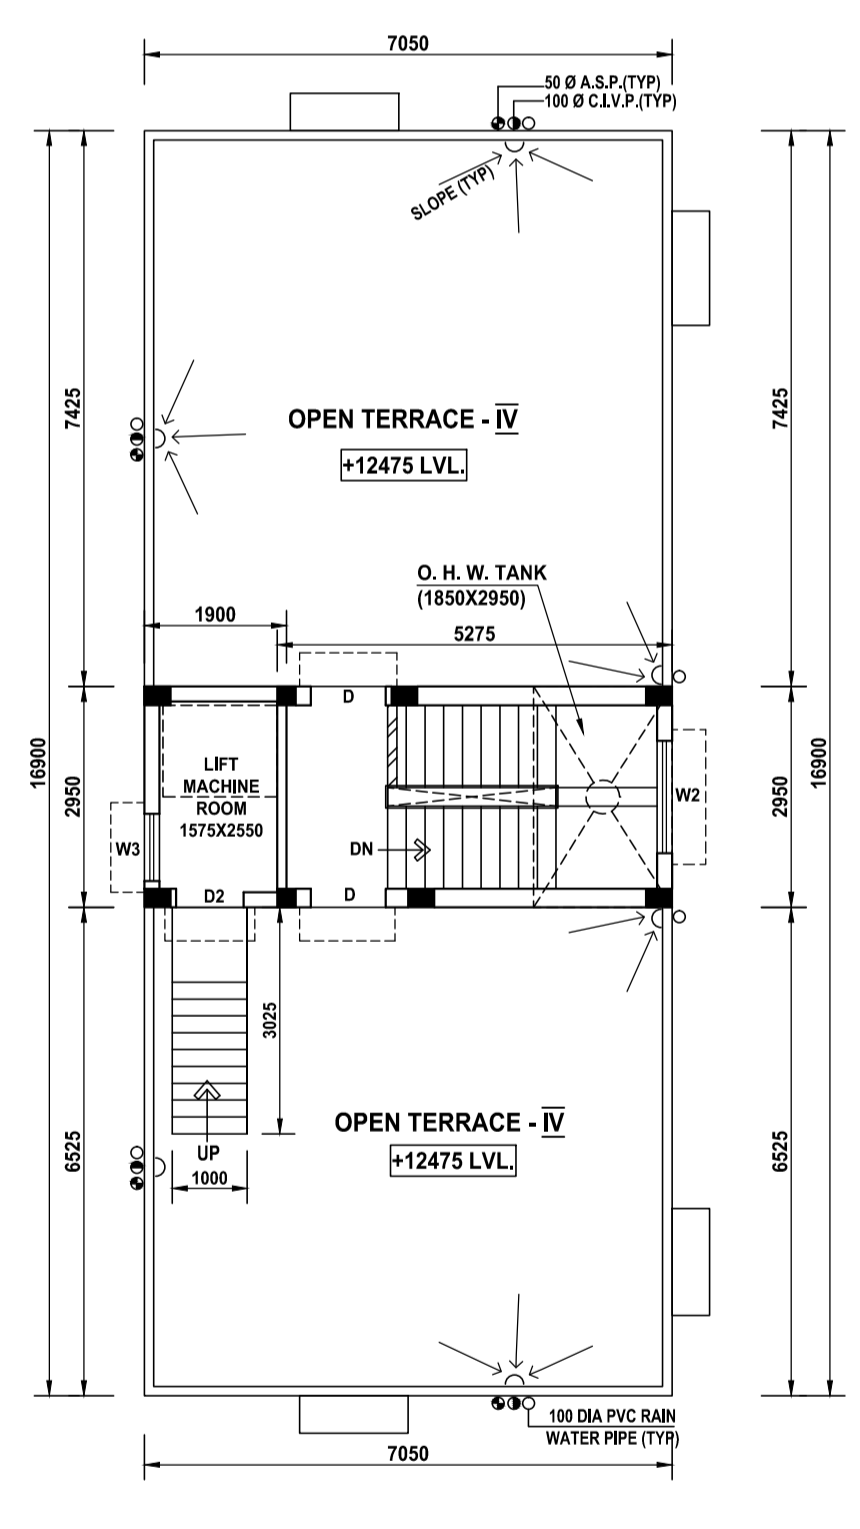 7050
50 Ø A.S.P.(TYP)
100 Ø C.I.V.P.(TYP)
SLOPE (TYP)
7425
7425
OPEN TERRACE - IV
+12475 LVL.
O. H. W. TANK
(1850X2950)
1900
5275
D
16900
2950
LIFT
MACHINE
ROOM
1575X2550
W3
DN
W2
2950
16900
D2
D
3025
OPEN TERRACE - IV
+12475 LVL.
6525
6525
UP
1000
100 DIA PVC RAIN
WATER PIPE (TYP)
7050